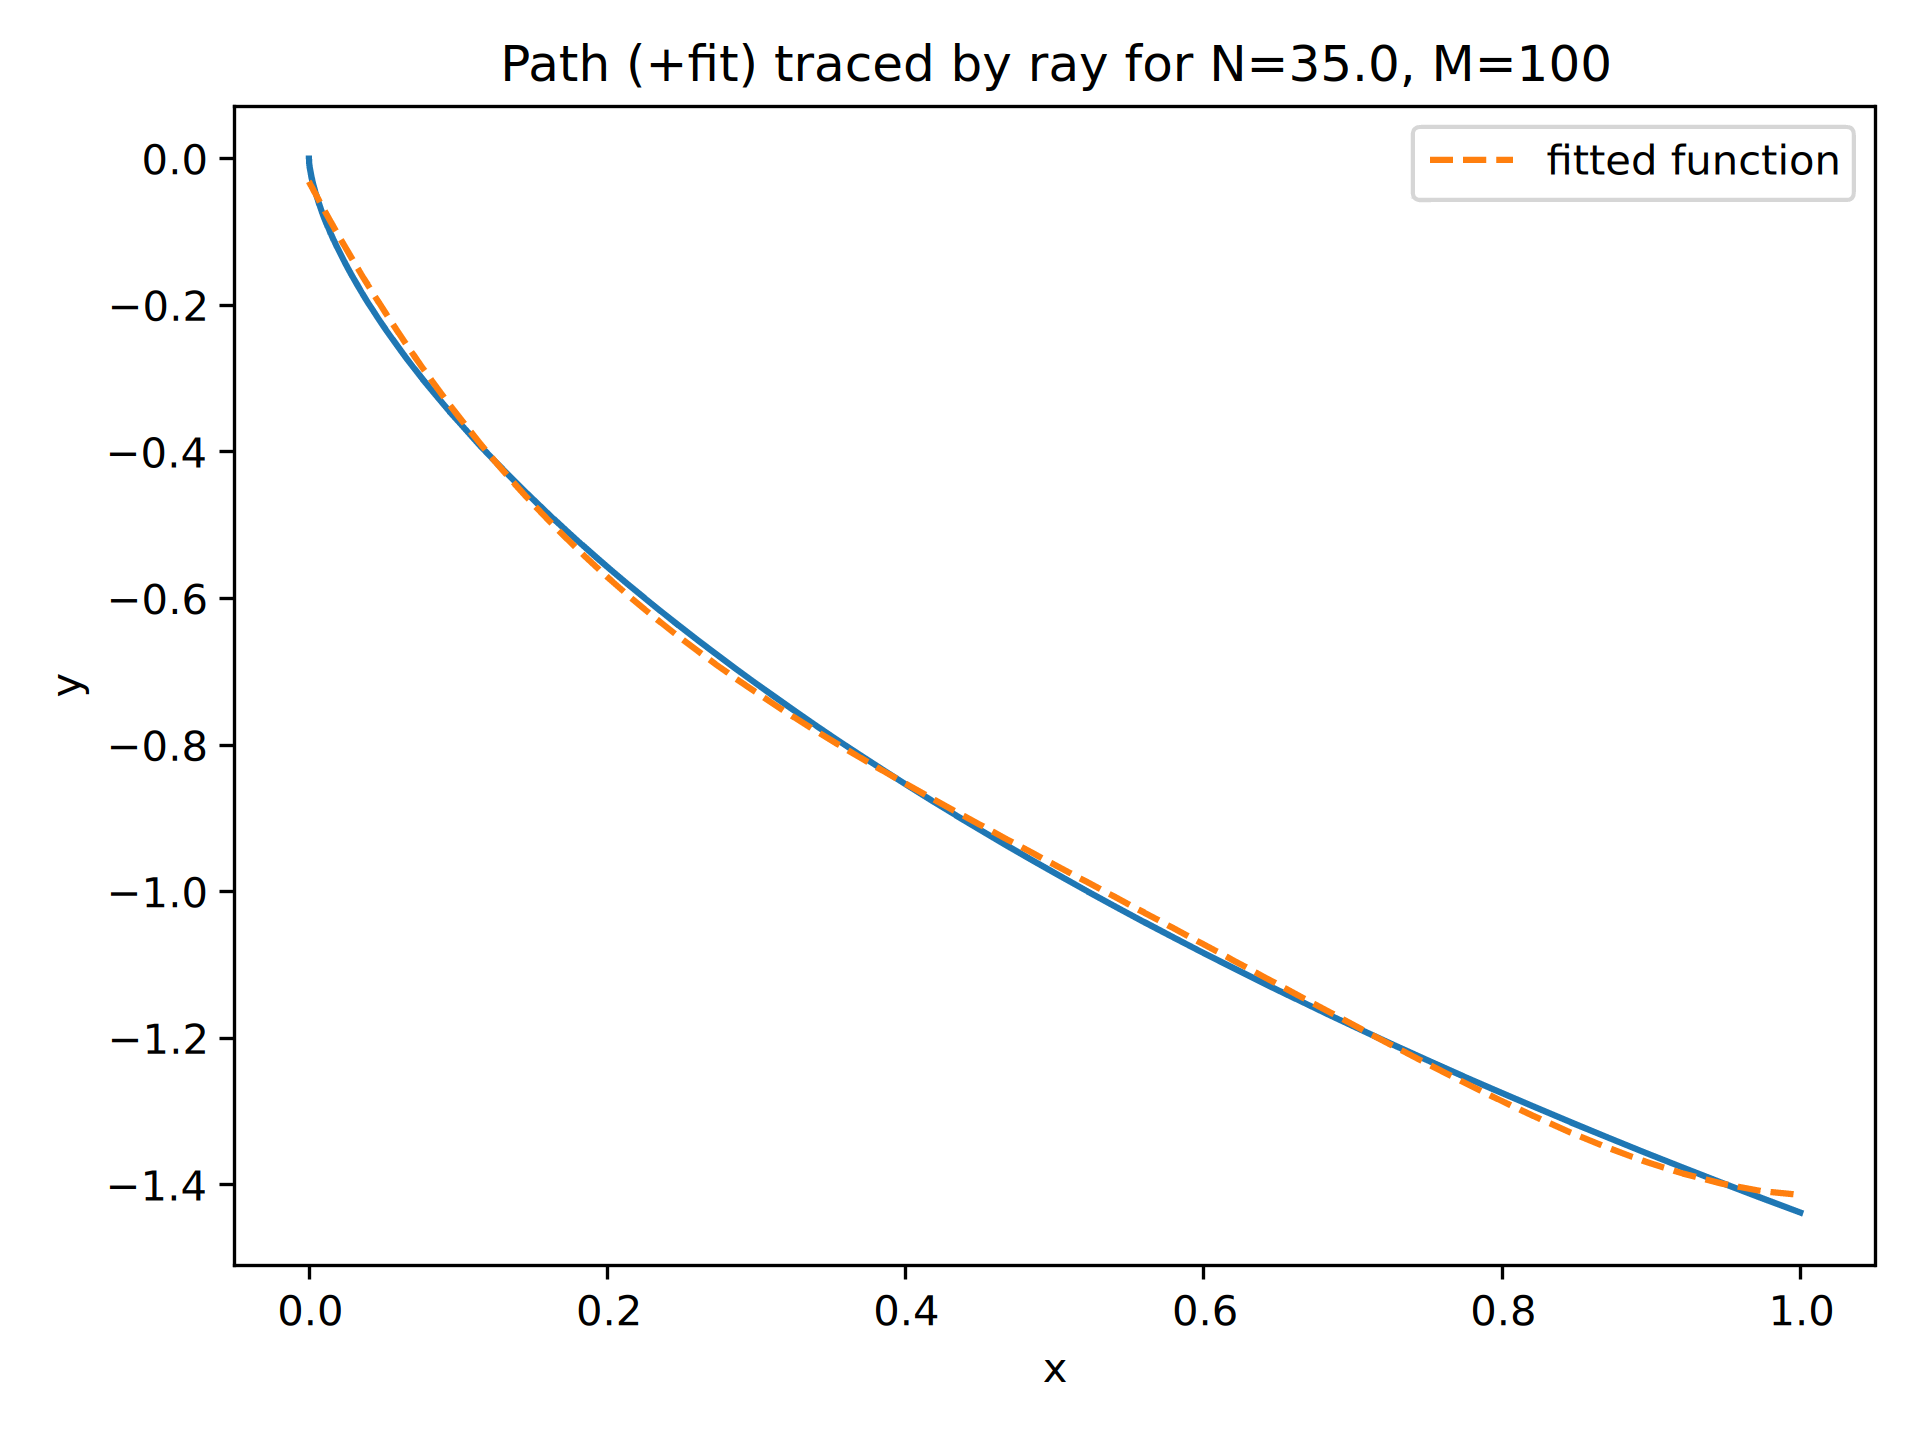 Path (+fit) traced by ray for N=35.0, M=100
fitted function
0.0
−0.2
−0.4
−0.6
−0.8
−1.0
−1.2
−1.4
y
0.0 0.2 0.4 0.6 0.8 1.0
x